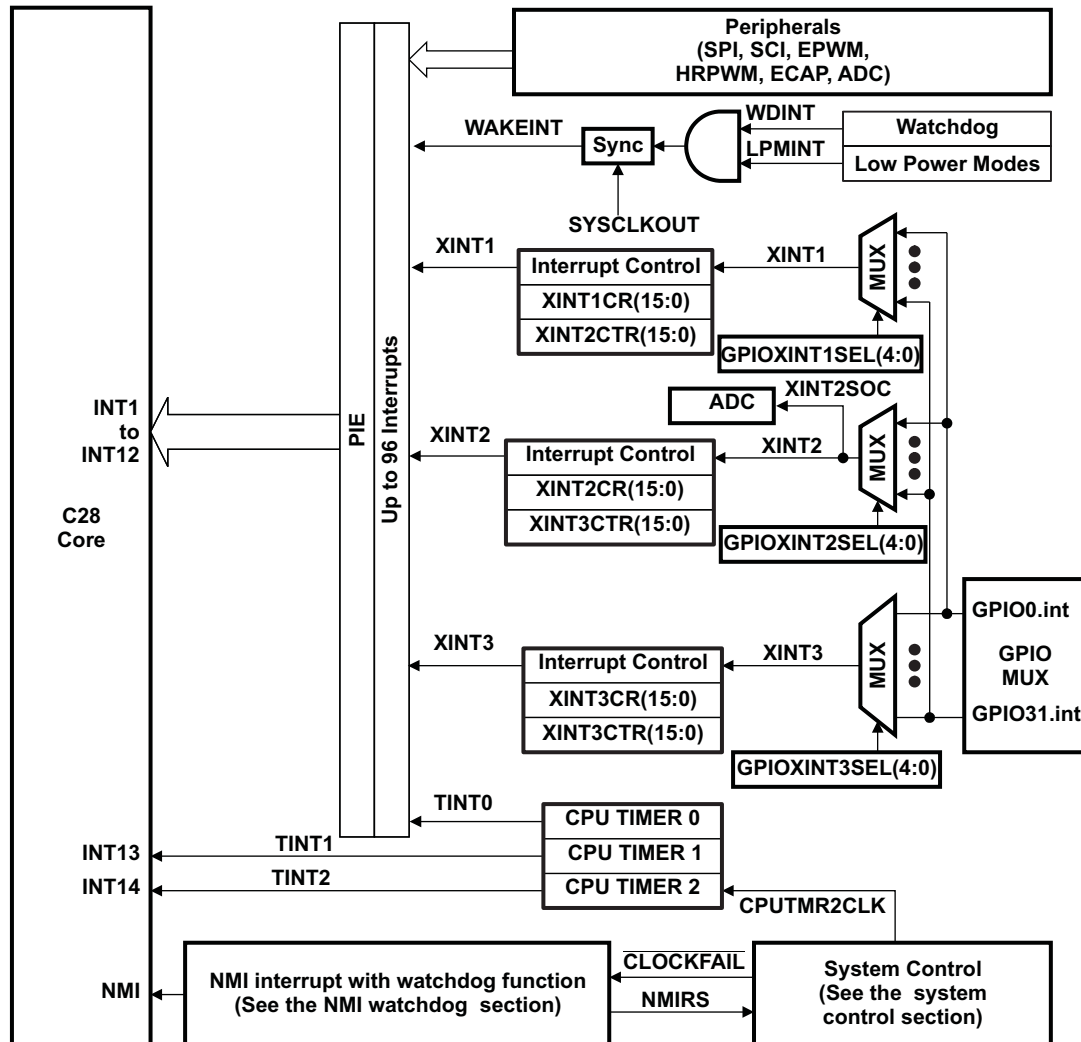 Peripherals
(SPI, SCI, EPWM,
HRPWM, ECAP, ADC)
WDINT
WAKEINT
Watchdog
Sync
LPMINT
Low Power Modes
SYSCLKOUT
XINT1
Interrupt Control
XINT1CR(15:0)
XINT2CTR(15:0)
XINT1
MUX
GPIOXINT1SEL(4:0)
INT1
to
INT12
C28
Core
PIE
Up to 96 Interrupts
ADC
XINT2SOC
XINT2
Interrupt Control
XINT2CR(15:0)
XINT3CTR(15:0)
XINT2
MUX
GPIOXINT2SEL(4:0)
GPIO0.int
GPIO
MUX
GPIO31.int
XINT3
Interrupt Control
XINT3CR(15:0)
XINT3CTR(15:0)
XINT3
MUX
GPIOXINT3SEL(4:0)
TINT0
CPU TIMER 0
INT13
TINT1
CPU TIMER 1
INT14
TINT2
CPU TIMER 2
CPUTMR2CLK
NMI
NMI interrupt with watchdog function
(See the NMI watchdog section)
CLOCKFAIL
NMIRS
System Control
(See the system
control section)